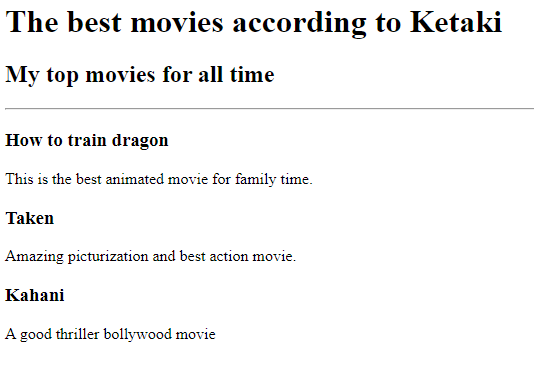 The best movies according to Ketaki
My top movies for all time
How to train dragon
This is the best animated movie for family time.
Taken
Amazing picturization and best action movie.
Kahani
A good thriller bollywood movie